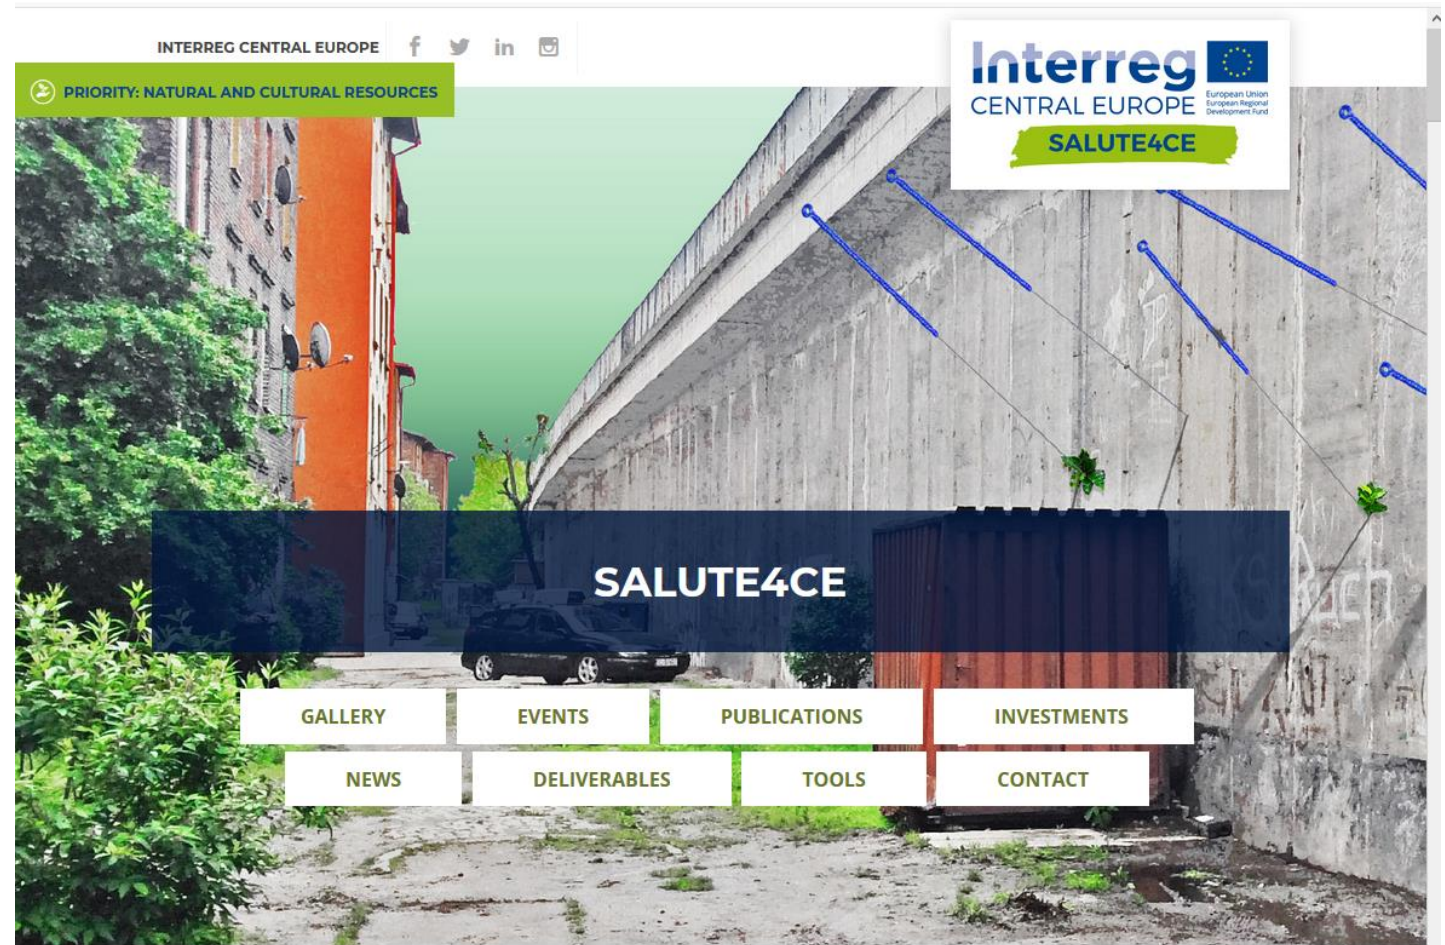 INTERREG CENTRAL EUROPE
PRIORITY: NATURAL AND CULTURAL RESOURCES
Interreg
CENTRAL EUROPE
European Union
European Regional
Development Fund
SALUTE4CE
SALUTE4CE
GALLERY
EVENTS
PUBLICATIONS
INVESTMENTS
NEWS
DELIVERABLES
TOOLS
CONTACT